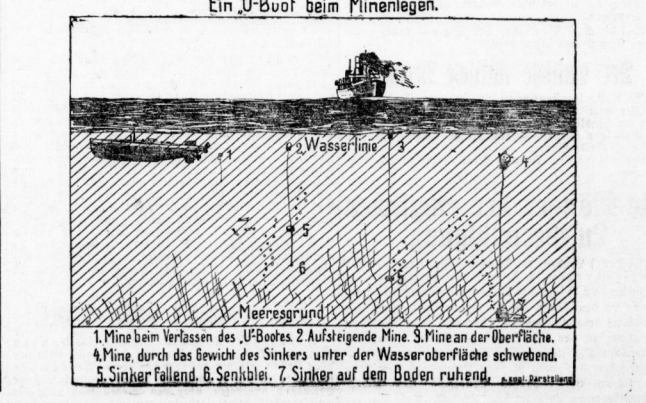 Ein „U-Boot beim Minenlegen.
1
2 Wasserlinie
3
4
5
6
5
7
Meeresgrund
1. Mine beim Verlassen des „U“-Bootes. 2. Aufsteigende Mine. 3. Mine an der Oberfläche.
4. Mine, durch das Gewicht des Sinkers unter der Wasseroberfläche schwebend.
5. Sinker fallend. 6. Senkblei. 7. Sinker auf dem Boden ruhend. n. engl. Darstellung